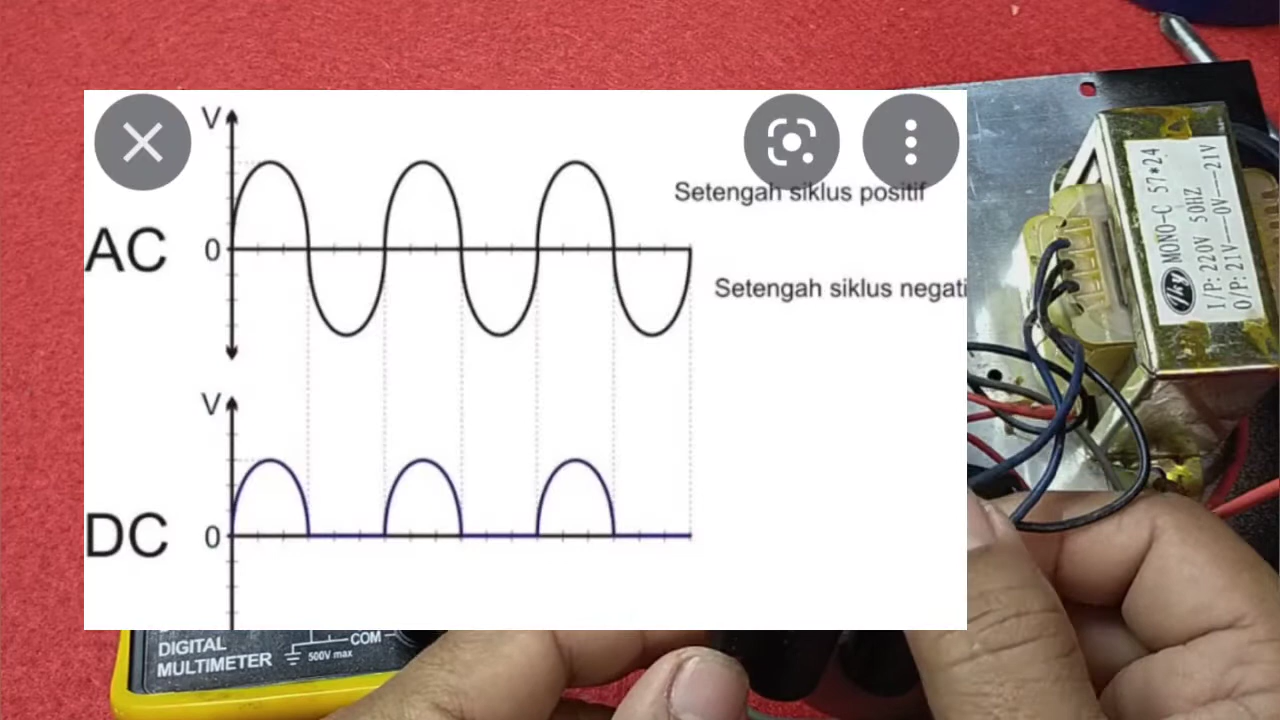 V
AC
0
Setengah siklus positif
Setengah siklus negati
V
DC
0
DIGITAL
MULTIMETER
COM
500V max
Jky MONO-C 57*24
I/P: 220V 50HZ
O/P: 21V—0V—21V